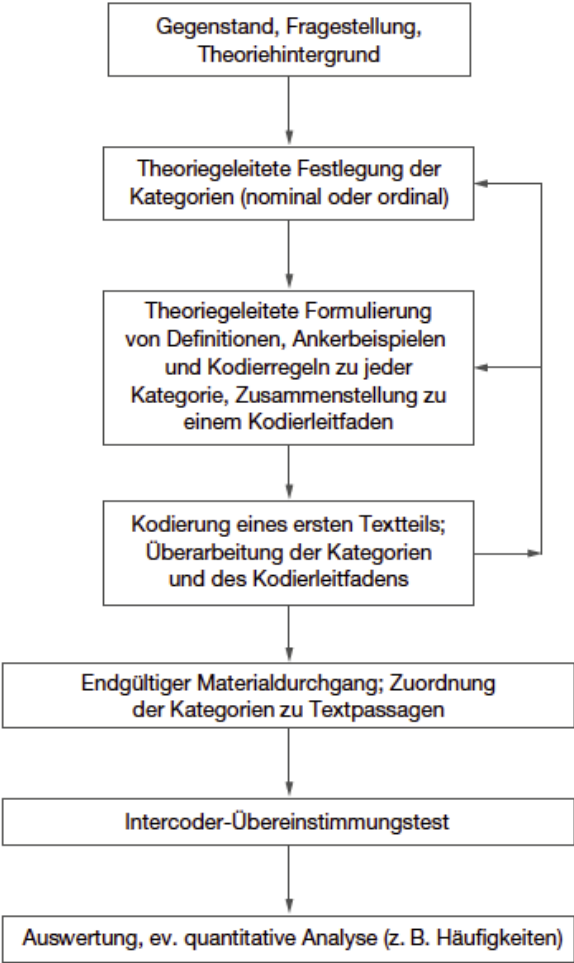 Gegenstand, Fragestellung,
Theoriehintergrund
Theoriegeleitete Festlegung der
Kategorien (nominal oder ordinal)
Theoriegeleitete Formulierung
von Definitionen, Ankerbeispielen
und Kodierregeln zu jeder
Kategorie, Zusammenstellung zu
einem Kodierleitfaden
Kodierung eines ersten Textteils;
Überarbeitung der Kategorien
und des Kodierleitfadens
Endgültiger Materialdurchgang; Zuordnung
der Kategorien zu Textpassagen
Intercoder-Übereinstimmungstest
Auswertung, ev. quantitative Analyse (z. B. Häufigkeiten)